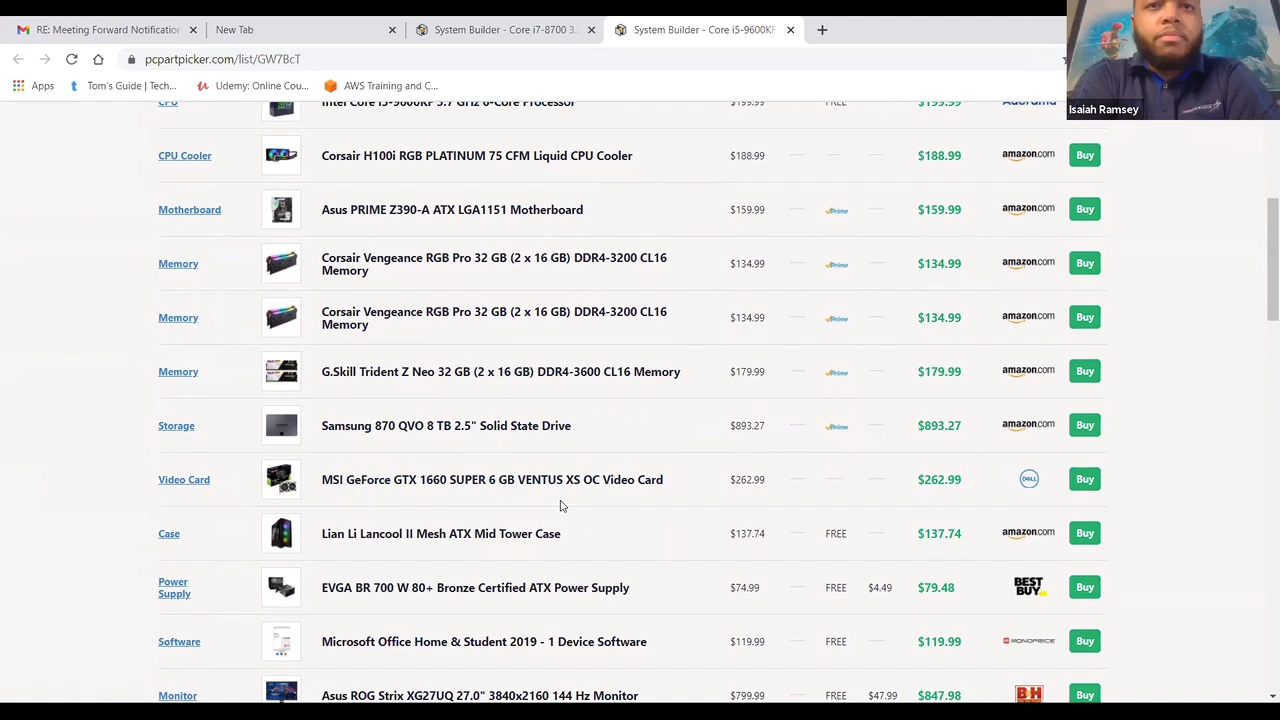 RE: Meeting Forward Notification
New Tab
System Builder - Core i7-8700 3.
System Builder - Core i5-9600KF
pcpartpicker.com/list/GW7BcT
Apps
Tom's Guide | Tech...
Udemy: Online Cou...
AWS Training and C...
Isaiah Ramsey
CPU
Intel Core i5-9600KF 3.7 GHz 6-Core Processor
$199.99
FREE
$199.99
Adorama
CPU Cooler
Corsair H100i RGB PLATINUM 75 CFM Liquid CPU Cooler
$188.99
$188.99
amazon.com
Buy
Motherboard
Asus PRIME Z390-A ATX LGA1151 Motherboard
$159.99
Prime
$159.99
amazon.com
Buy
Memory
Corsair Vengeance RGB Pro 32 GB (2 x 16 GB) DDR4-3200 CL16
Memory
$134.99
Prime
$134.99
amazon.com
Buy
Memory
Corsair Vengeance RGB Pro 32 GB (2 x 16 GB) DDR4-3200 CL16
Memory
$134.99
Prime
$134.99
amazon.com
Buy
Memory
G.Skill Trident Z Neo 32 GB (2 x 16 GB) DDR4-3600 CL16 Memory
$179.99
Prime
$179.99
amazon.com
Buy
Storage
Samsung 870 QVO 8 TB 2.5" Solid State Drive
$893.27
Prime
$893.27
amazon.com
Buy
Video Card
MSI GeForce GTX 1660 SUPER 6 GB VENTUS XS OC Video Card
$262.99
$262.99
DELL
Buy
Case
Lian Li Lancool II Mesh ATX Mid Tower Case
$137.74
FREE
$137.74
amazon.com
Buy
Power
Supply
EVGA BR 700 W 80+ Bronze Certified ATX Power Supply
$74.99
FREE
$4.49
$79.48
BEST
BUY
Buy
Software
Microsoft Office Home & Student 2019 - 1 Device Software
$119.99
FREE
$119.99
MONOPRICE
Buy
Monitor
Asus ROG Strix XG27UQ 27.0" 3840x2160 144 Hz Monitor
$799.99
FREE
$47.99
$847.98
B&H
Buy